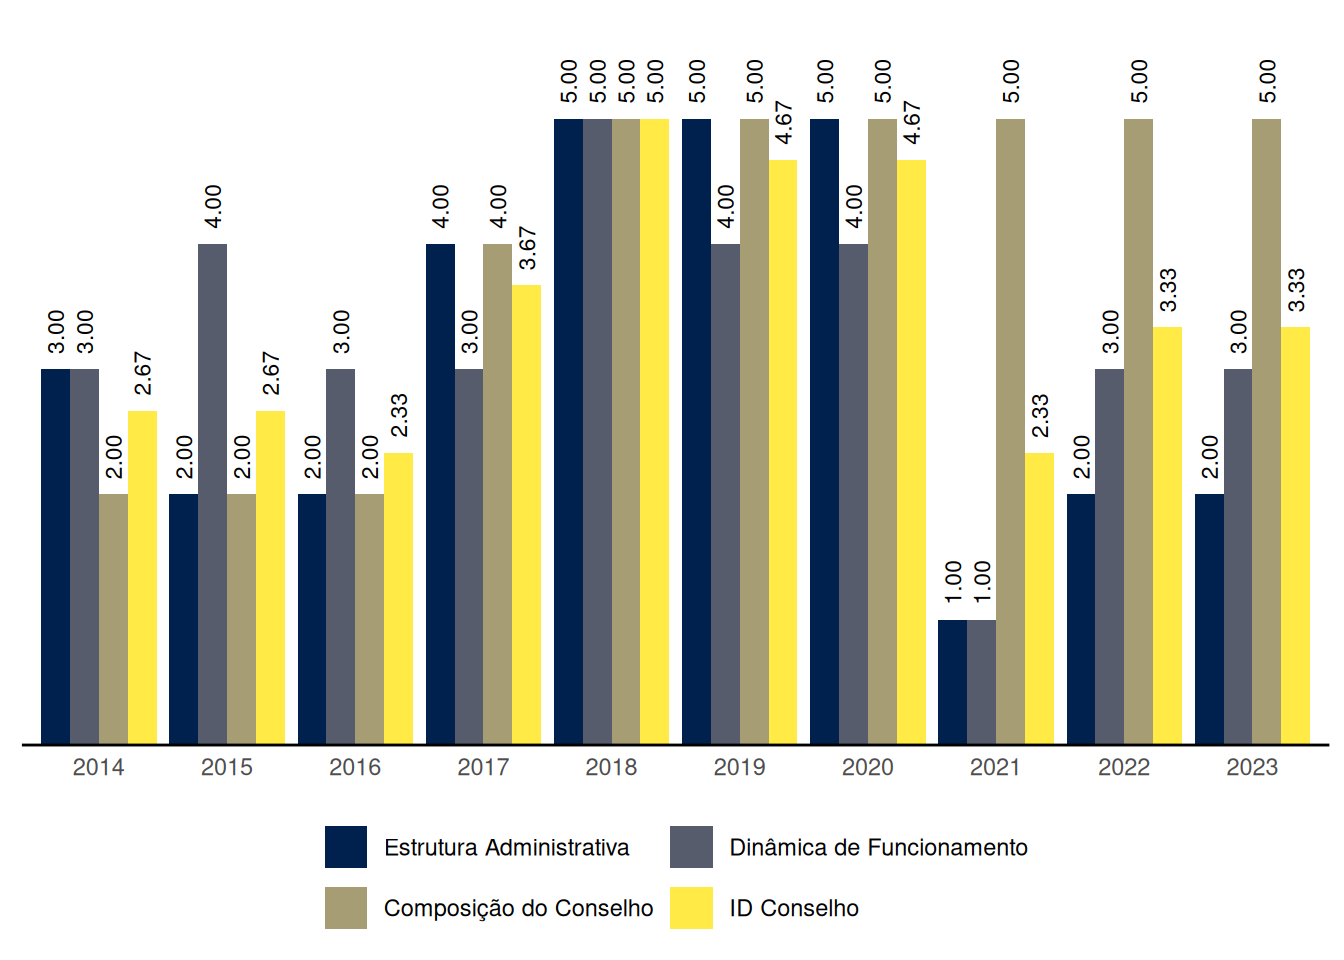 3.00 3.00 2.00 2.67 2.00 4.00 2.00 2.67 2.00 3.00 2.00 2.33 4.00 3.00 4.00 3.67 5.00 5.00 5.00 5.00 5.00 4.00 5.00 4.67 5.00 4.00 5.00 4.67 1.00 1.00 5.00 2.33 2.00 3.00 5.00 3.33 2.00 3.00 5.00 3.33
2014 2015 2016 2017 2018 2019 2020 2021 2022 2023
Estrutura Administrativa Dinâmica de Funcionamento
Composição do Conselho ID Conselho